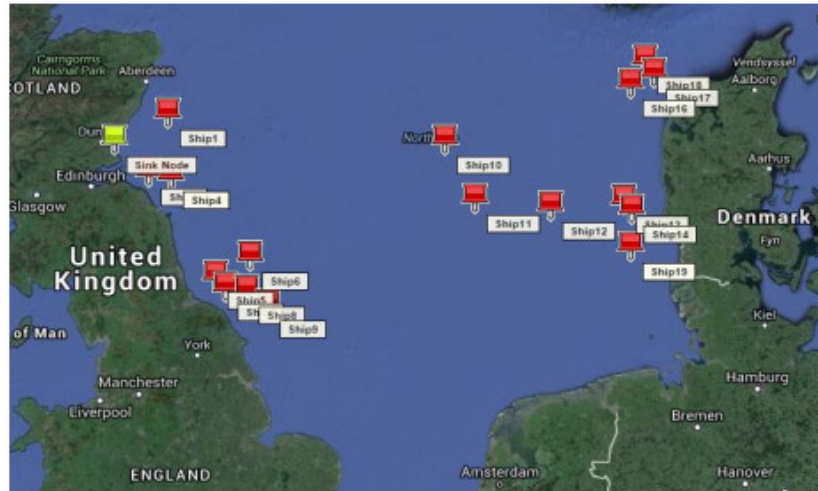 Cairngorms
National Park
Aberdeen
Vendsyssel
Aalborg
Ship18
Ship17
Ship16
Ship1
Sink Node
Edinburgh
Glasgow
Ship4
Ship10
Aarhus
Ship11
Ship12
Ship14
Denmark
Fyn
United
Kingdom
Ship6
Ship19
Ship5
Ship8
Ship9
of Man
York
Kiel
Manchester
Liverpool
Hamburg
Bremen
ENGLAND
Amsterdam
Hanover